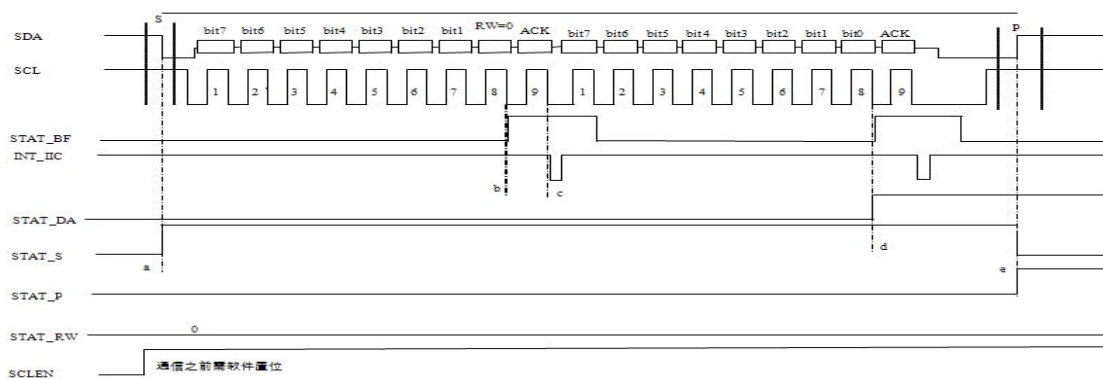 S
P
SDA
bit7 bit6 bit5 bit4 bit3 bit2 bit1 RW=0 ACK bit7 bit6 bit5 bit4 bit3 bit2 bit1 bit0 ACK
SCL
1 2 3 4 5 6 7 8 9 1 2 3 4 5 6 7 8 9
STAT_BF
INT_IIC
b
c
STAT_DA
d
STAT_S
a
e
STAT_P
0
STAT_RW
SCLEN
通信之前需軟件置位